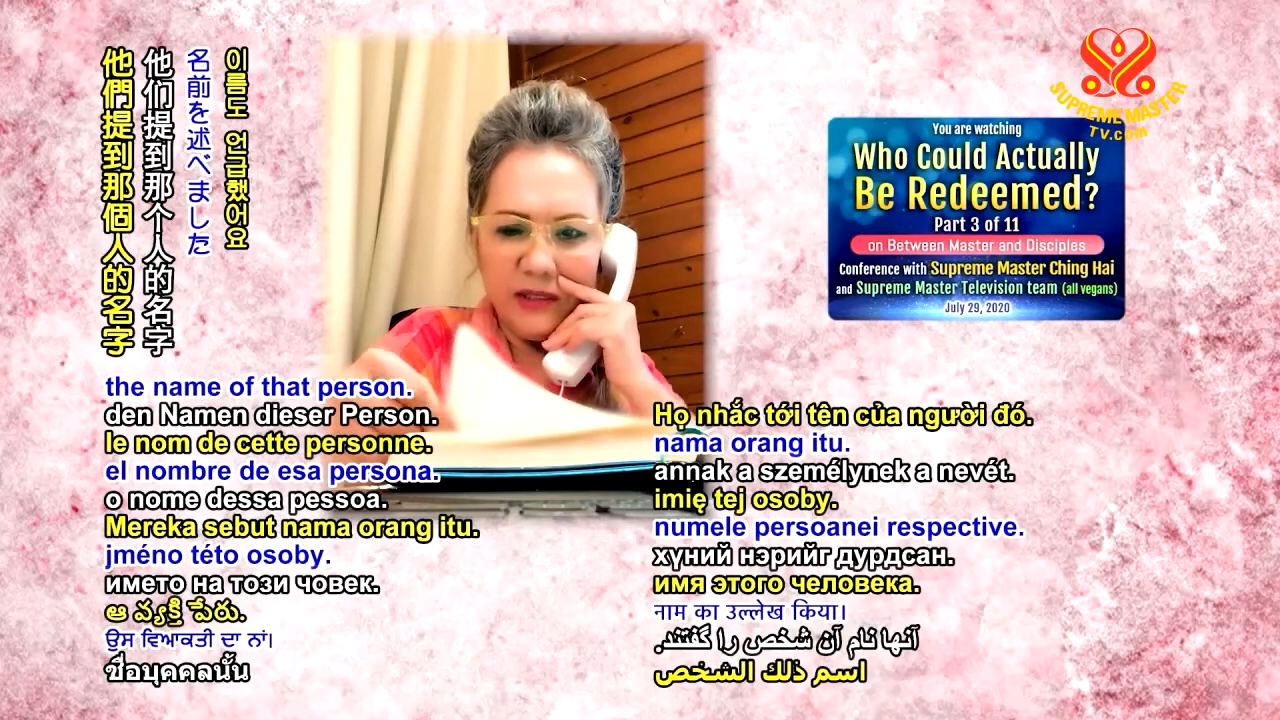 他們提到那個人的名字
他们提到那个人的名字
名前を述べました
이름도 언급했어요
SUPREME MASTER
TV.com
You are watching
Who Could Actually
Be Redeemed?
Part 3 of 11
on Between Master and Disciples
Conference with Supreme Master Ching Hai
and Supreme Master Television team (all vegans)
July 29, 2020
the name of that person.
den Namen dieser Person.
le nom de cette personne.
el nombre de esa persona.
o nome dessa pessoa.
Mereka sebut nama orang itu.
jméno této osoby.
името на този човек.
ఆ వ్యక్తి పేరు.
ਉਸ ਵਿਅਕਤੀ ਦਾ ਨਾਂ।
ชื่อบุคคลนั้น
Họ nhắc tới tên của người đó.
nama orang itu.
annak a személynek a nevét.
imię tej osoby.
numele persoanei respective.
хүний нэрийг дурдсан.
имя этого человека.
नाम का उल्लेख किया।
آنها نام آن شخص را گفتند.
اسم ذلك الشخص